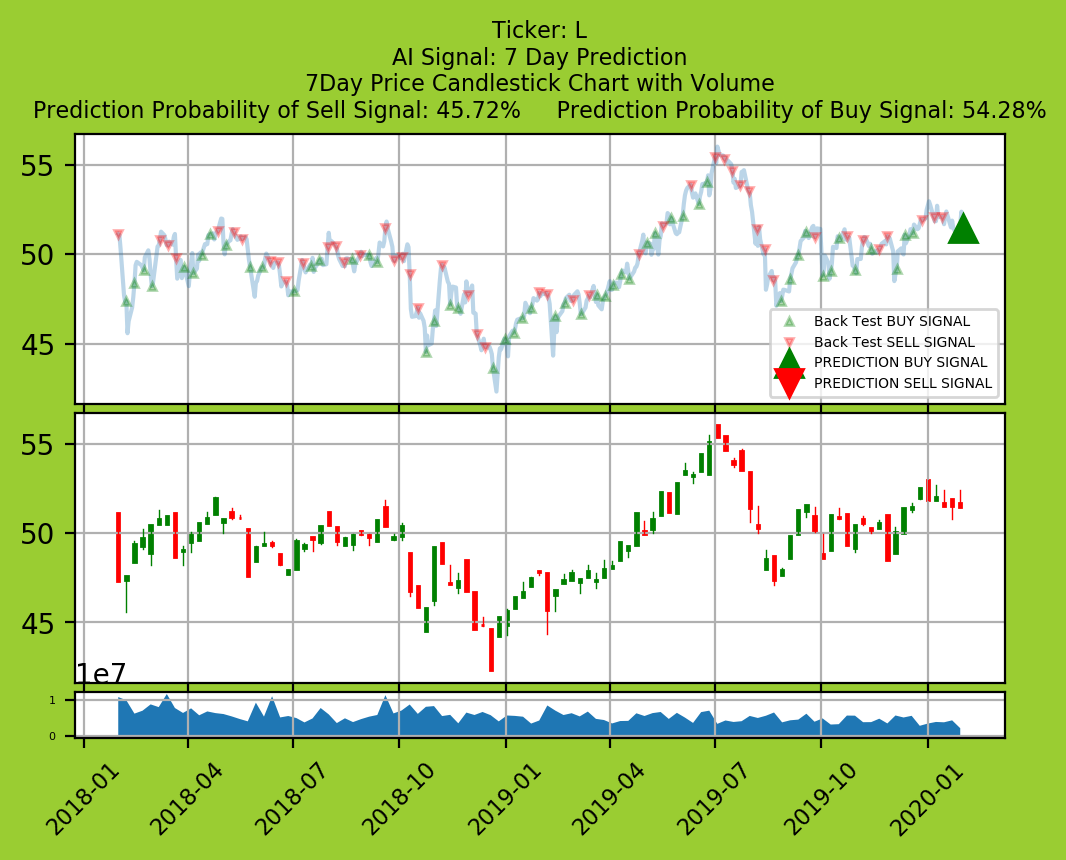 Ticker: L
AI Signal: 7 Day Prediction
7Day Price Candlestick Chart with Volume
Prediction Probability of Sell Signal: 45.72% Prediction Probability of Buy Signal: 54.28%
55
50
45
Back Test BUY SIGNAL
Back Test SELL SIGNAL
PREDICTION BUY SIGNAL
PREDICTION SELL SIGNAL
55
50
45
1e7
1
0
2018-01 2018-04 2018-07 2018-10 2019-01 2019-04 2019-07 2019-10 2020-01